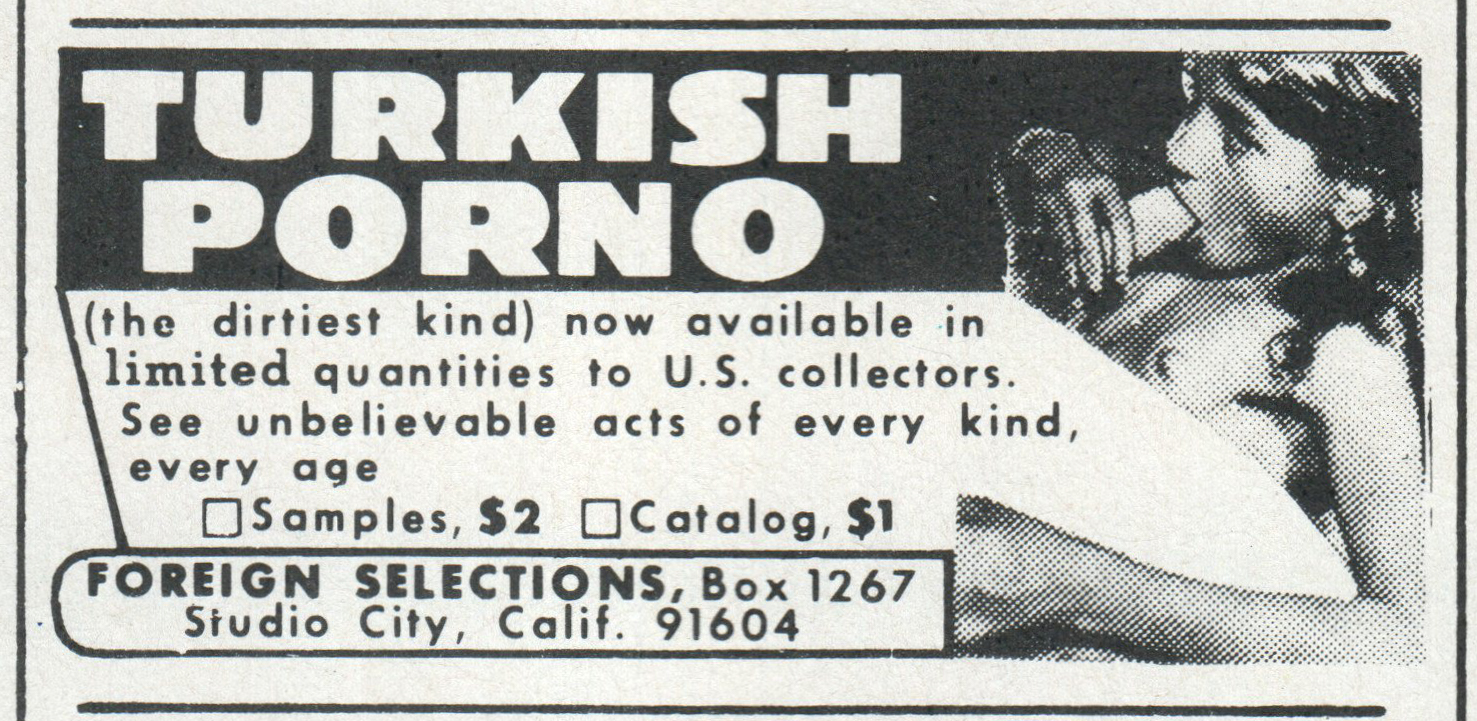 TURKISH
PORNO
(the dirtiest kind) now available in
limited quantities to U.S. collectors.
See unbelievable acts of every kind,
every age
Samples, $2 Catalog, $1
FOREIGN SELECTIONS, Box 1267
Studio City, Calif. 91604